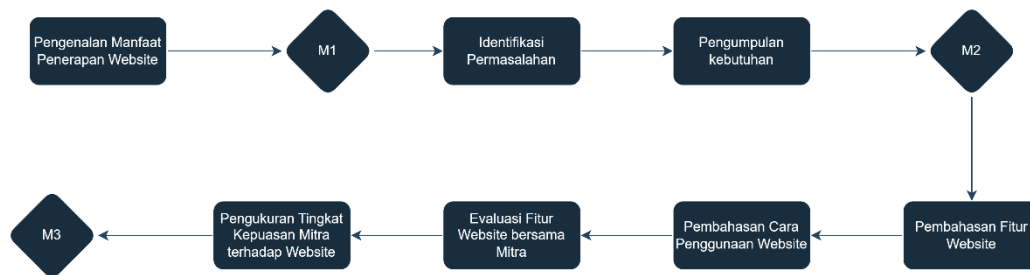 Pengenalan Manfaat
Penerapan Website
M1
Identifikasi
Permasalahan
Pengumpulan
kebutuhan
M2
Pembahasan Fitur
Website
Pembahasan Cara
Penggunaan Website
Evaluasi Fitur
Website bersama
Mitra
Pengukuran Tingkat
Kepuasan Mitra
terhadap Website
M3